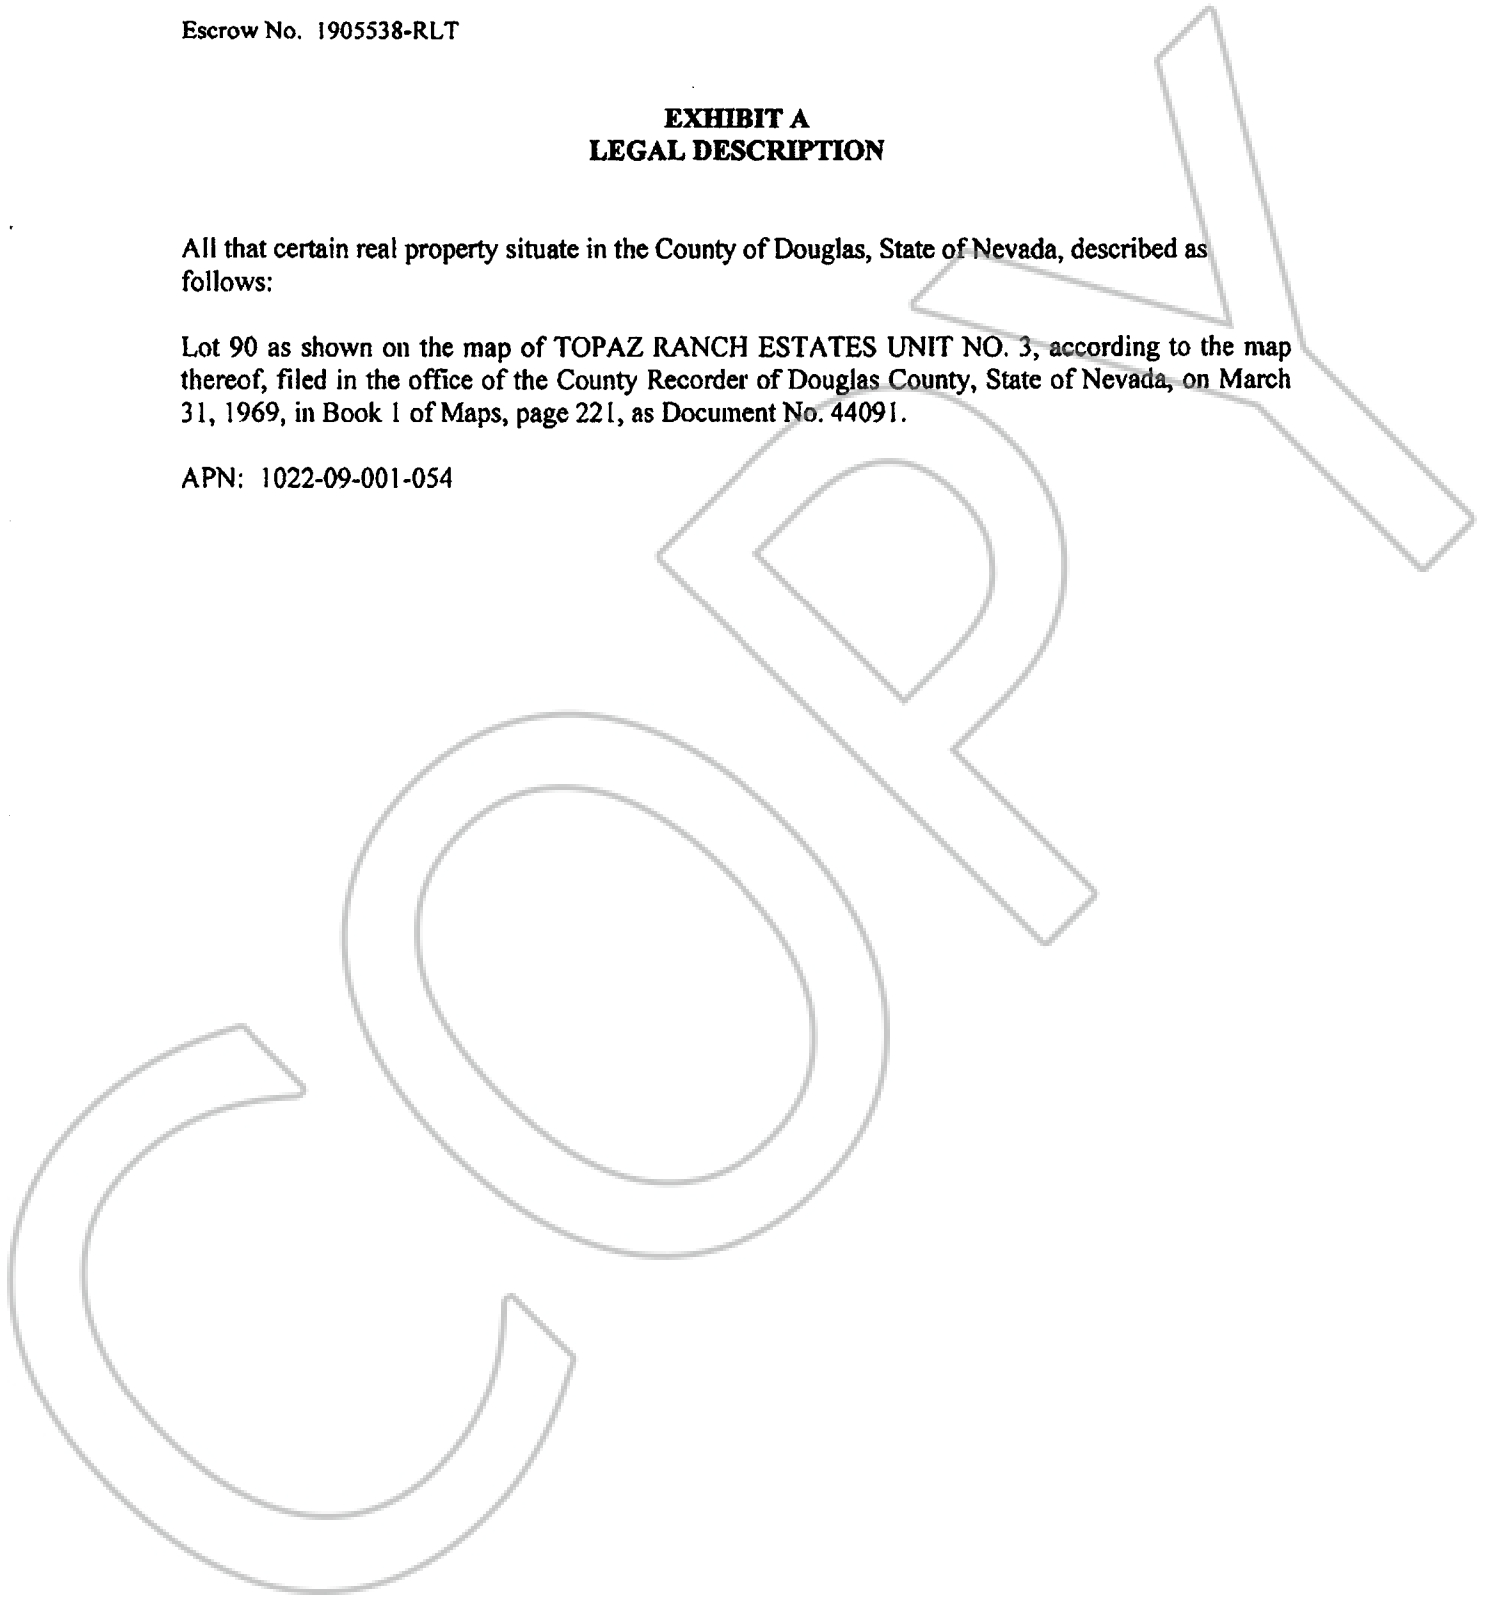 Escrow No. 1905538-RLT
EXHIBIT A
LEGAL DESCRIPTION
All that certain real property situate in the County of Douglas, State of Nevada, described as
follows:
Lot 90 as shown on the map of TOPAZ RANCH ESTATES UNIT NO. 3, according to the map
thereof, filed in the office of the County Recorder of Douglas County, State of Nevada, on March
31, 1969, in Book 1 of Maps, page 221, as Document No. 44091.
APN: 1022-09-001-054
COPY